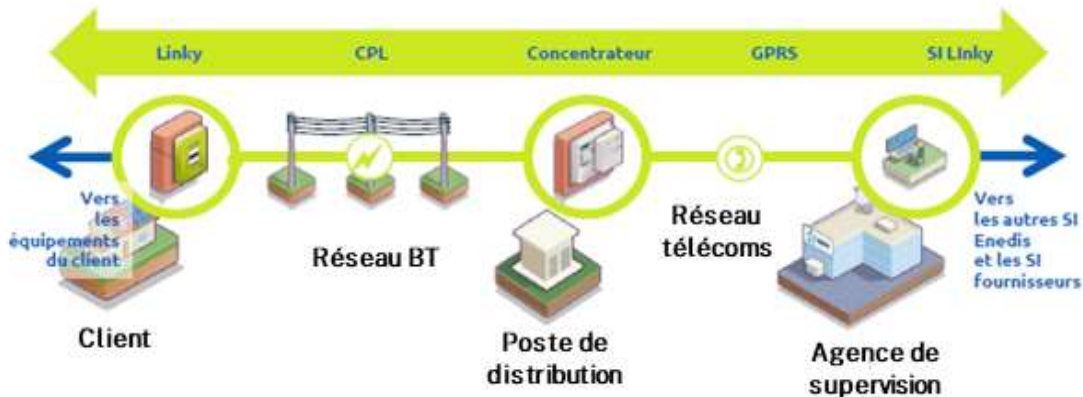 Linky
CPL
Concentrateur
GPRS
SI LInky
Vers
les
équipements
du client
Réseau BT
Réseau
télécoms
Vers
les autres SI
Enedis
et les SI
fournisseurs
Client
Poste de
distribution
Agence de
supervision